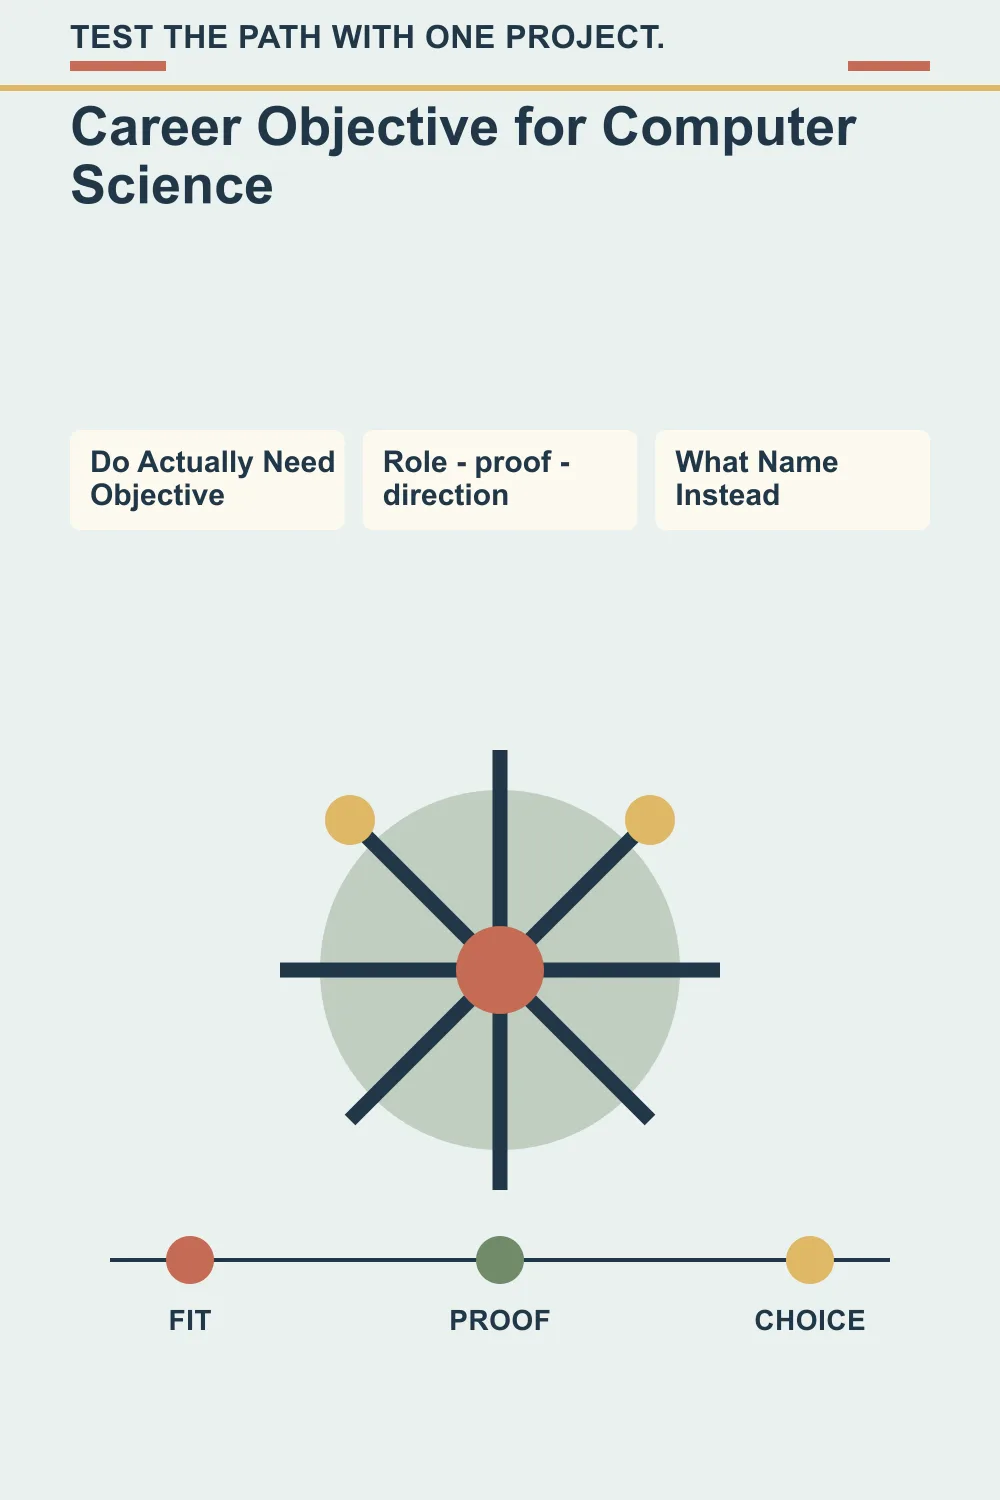 TEST THE PATH WITH ONE PROJECT.
Career Objective for Computer
Science
Do Actually Need
Objective
Role - proof -
direction
What Name
Instead
FIT
PROOF
CHOICE